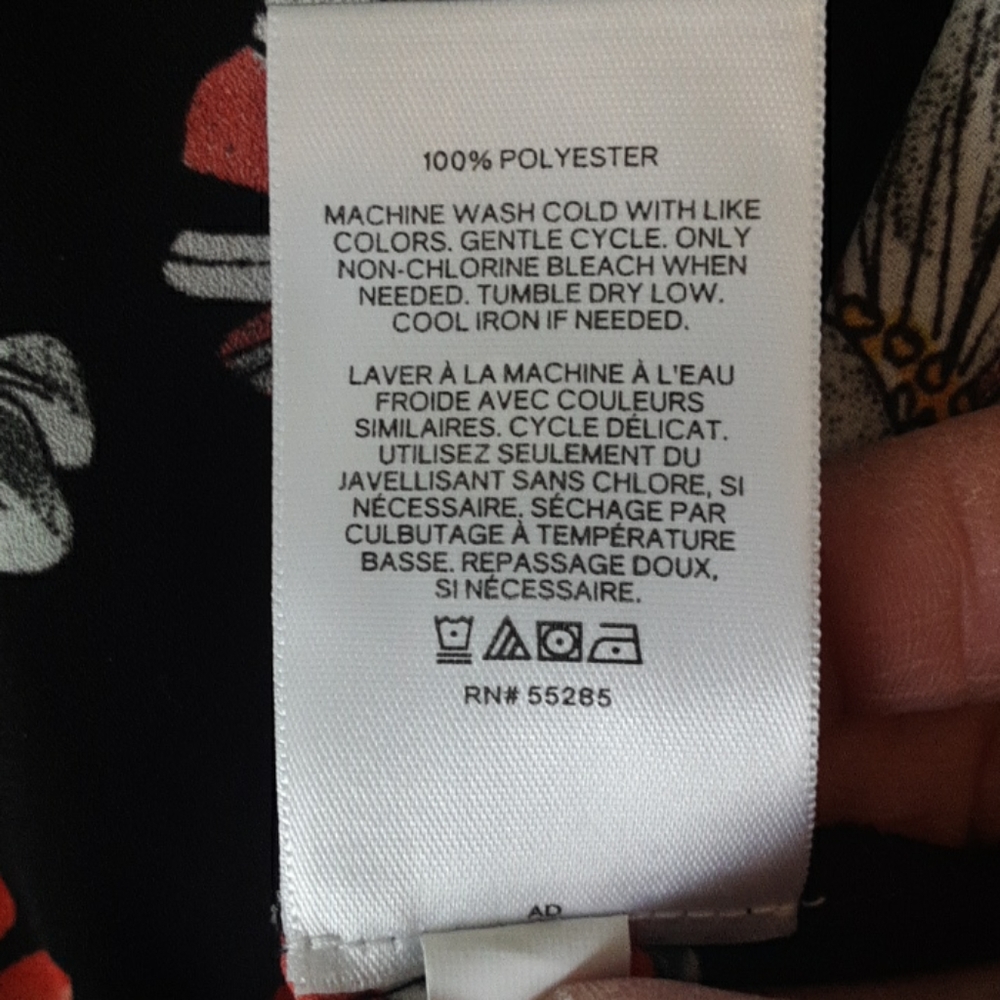 100% POLYESTER
MACHINE WASH COLD WITH LIKE
COLORS. GENTLE CYCLE. ONLY
NON-CHLORINE BLEACH WHEN
NEEDED. TUMBLE DRY LOW.
COOL IRON IF NEEDED.
LAVER À LA MACHINE À L'EAU
FROIDE AVEC COULEURS
SIMILAIRES. CYCLE DÉLICAT.
UTILISEZ SEULEMENT DU
JAVELLISANT SANS CHLORE, SI
NÉCESSAIRE. SÉCHAGE PAR
CULBUTAGE À TEMPÉRATURE
BASSE. REPASSAGE DOUX,
SI NÉCESSAIRE.
RN# 55285
AD